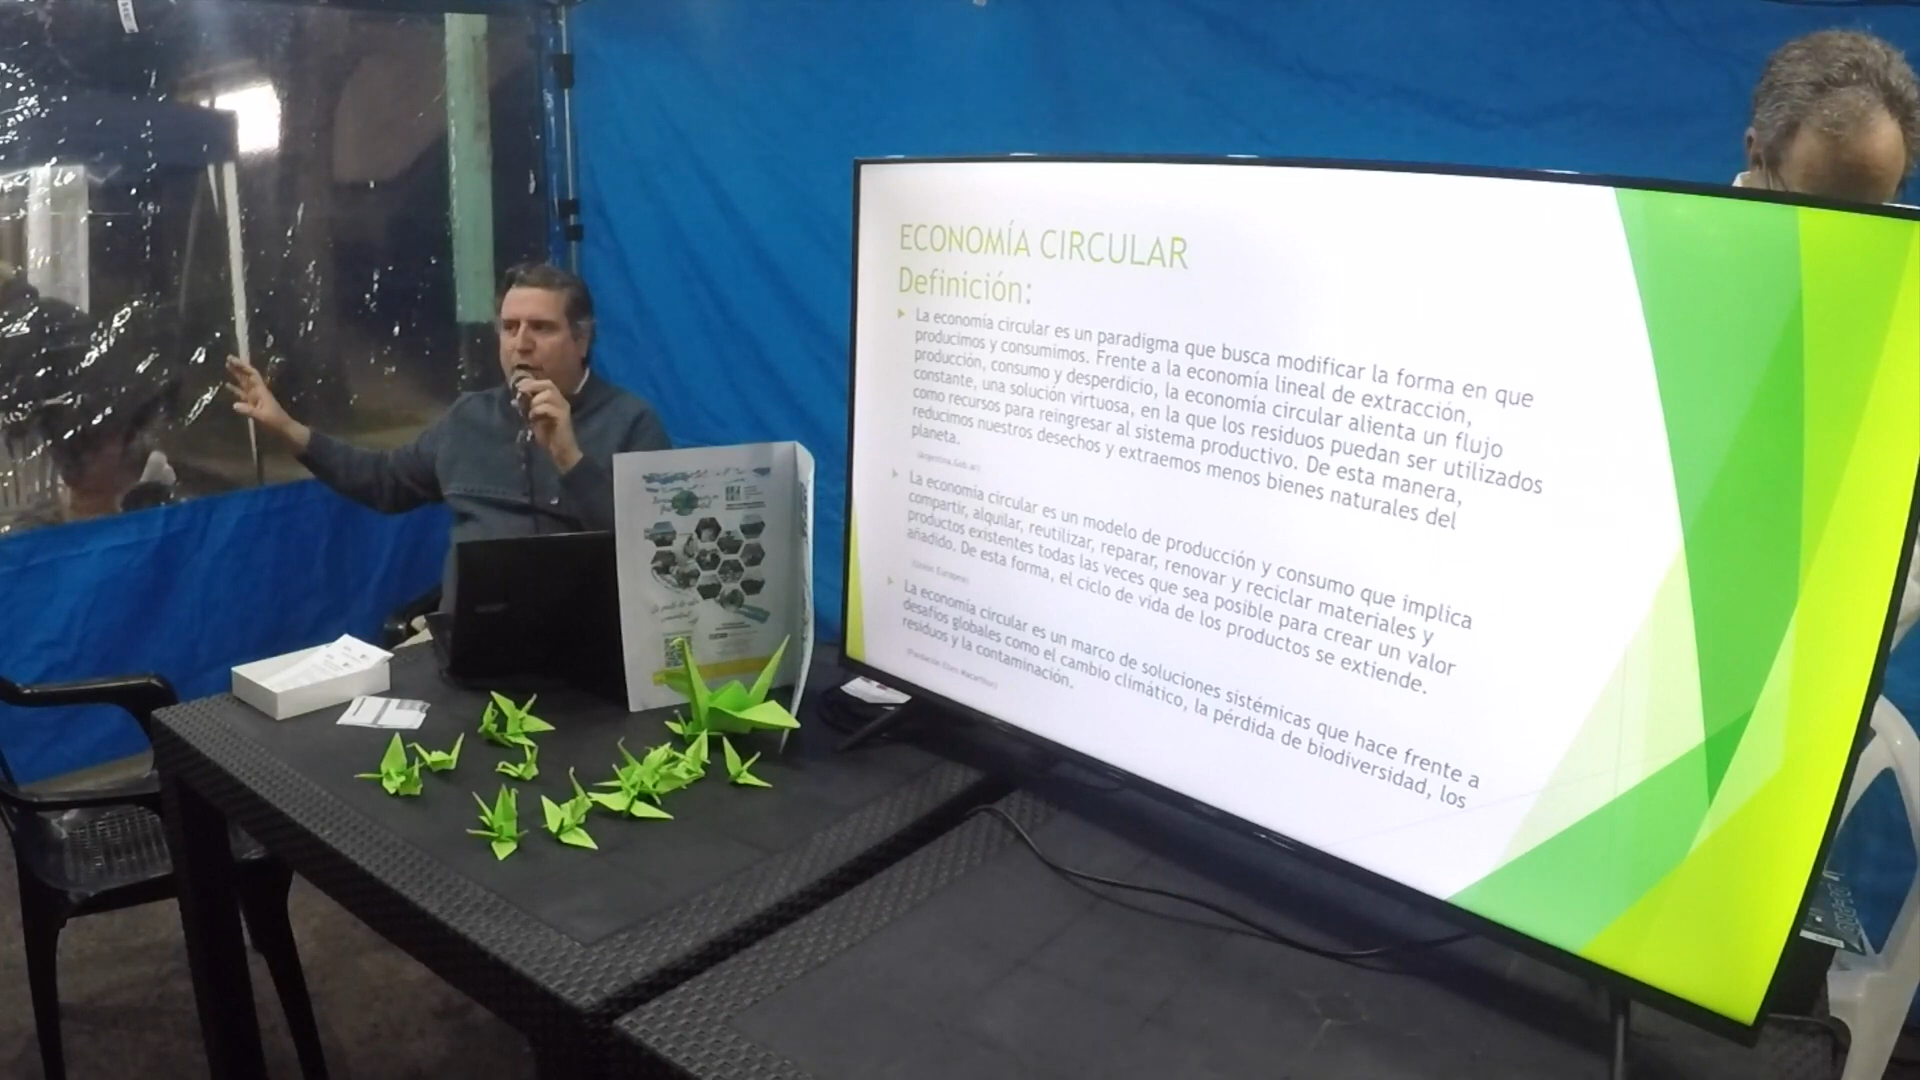 ECONOMÍA CIRCULAR
Definición:
La economía circular es un paradigma que busca modificar la forma en que
producimos y consumimos. Frente a la economía lineal de extracción,
producción, consumo y desperdicio, la economía circular alienta un flujo
constante, una solución virtuosa, en la que los residuos puedan ser utilizados
como recursos para reingresar al sistema productivo. De esta manera,
reducimos nuestros desechos y extraemos menos bienes naturales del
planeta.
(Argentina.Gob.ar)
La economía circular es un modelo de producción y consumo que implica
compartir, alquilar, reutilizar, reparar, renovar y reciclar materiales y
productos existentes todas las veces que sea posible para crear un valor
añadido. De esta forma, el ciclo de vida de los productos se extiende.
(Unión Europea)
La economía circular es un marco de soluciones sistémicas que hace frente a
desafíos globales como el cambio climático, la pérdida de biodiversidad, los
residuos y la contaminación.